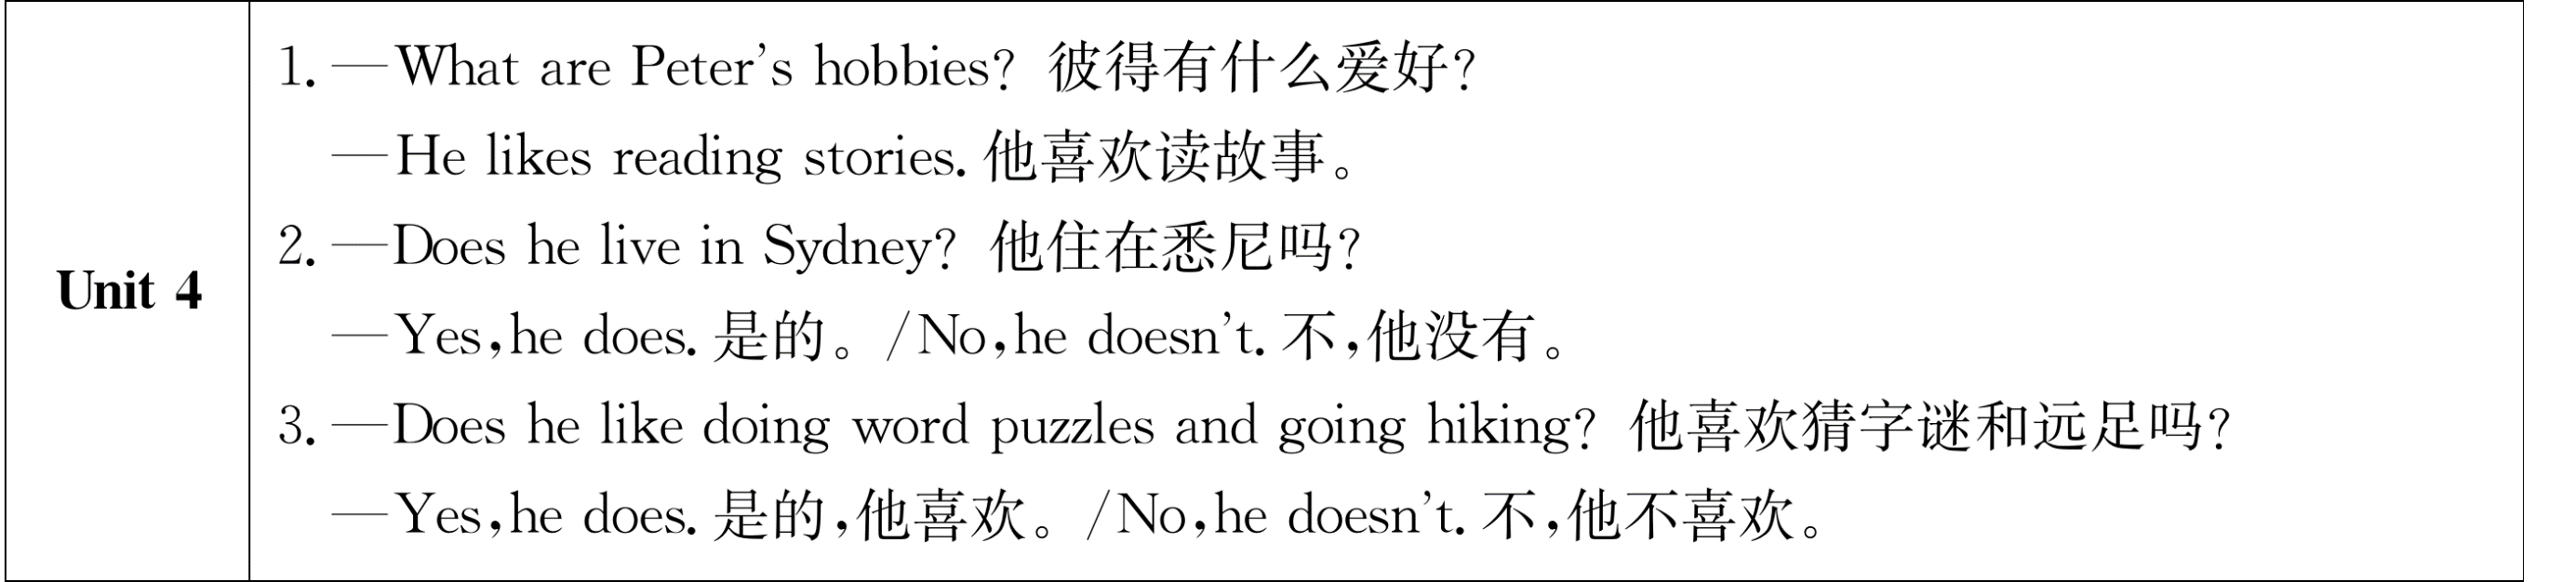 Unit 4
1. —What are Peter's hobbies? 彼得有什么爱好?
—He likes reading stories. 他喜欢读故事。
2. —Does he live in Sydney? 他住在悉尼吗?
—Yes,he does. 是的。/No,he doesn't. 不,他没有。
3. —Does he like doing word puzzles and going hiking? 他喜欢猜字谜和远足吗?
—Yes,he does. 是的,他喜欢。/No,he doesn't. 不,他不喜欢。